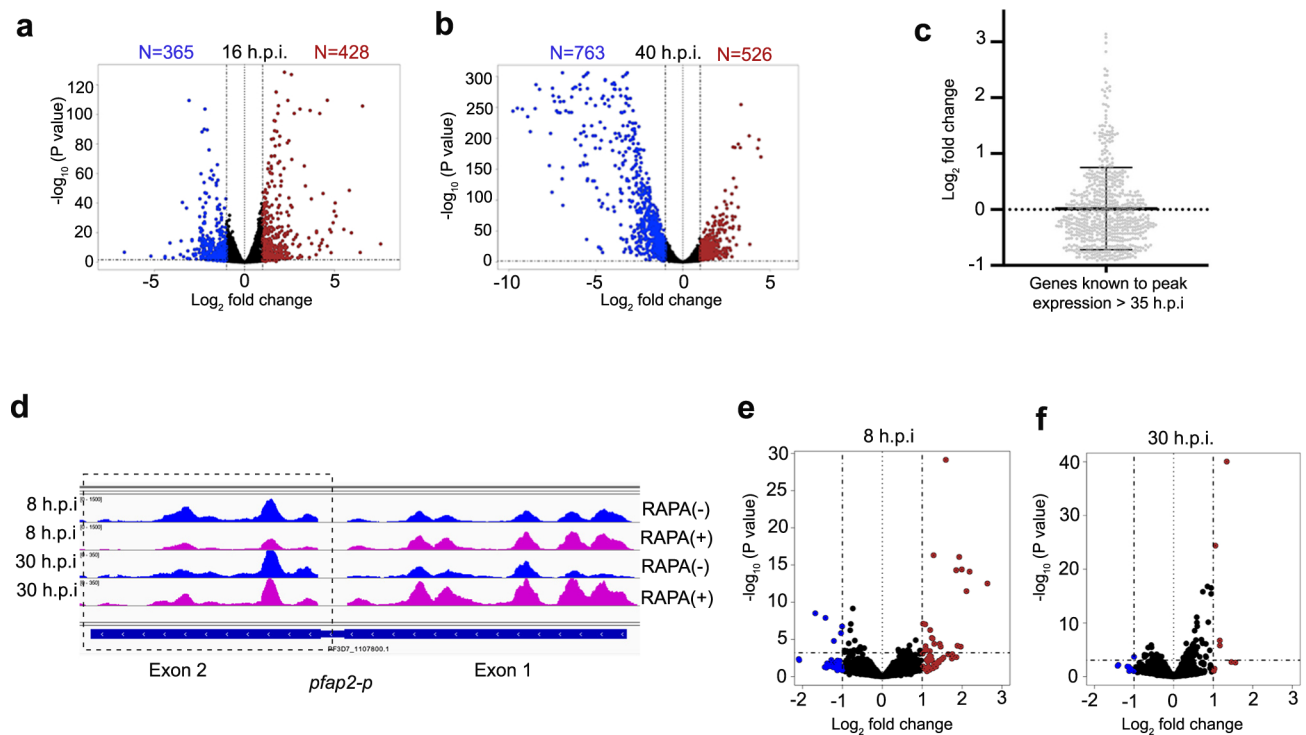 a
N=365 16 h.p.i. N=428
-log10 (P value)
120
100
80
60
40
20
0
-5 0 5
Log2 fold change
b
N=763 40 h.p.i. N=526
-log10 (P value)
300
250
200
150
100
50
0
-10 -5 0 5
Log2 fold change
c
Log2 fold change
3
2
1
0
-1
Genes known to peak
expression > 35 h.p.i
d
8 h.p.i RAPA(-)
8 h.p.i RAPA(+)
30 h.p.i RAPA(-)
30 h.p.i RAPA(+)
PF3D7_1107800.1
Exon 2 pfap2-p Exon 1
e
8 h.p.i
-log10 (P value)
30
25
20
15
10
5
0
-2 -1 0 1 2 3
Log2 fold change
f
30 h.p.i.
-log10 (P value)
40
30
20
10
0
-2 -1 0 1 2 3
Log2 fold change